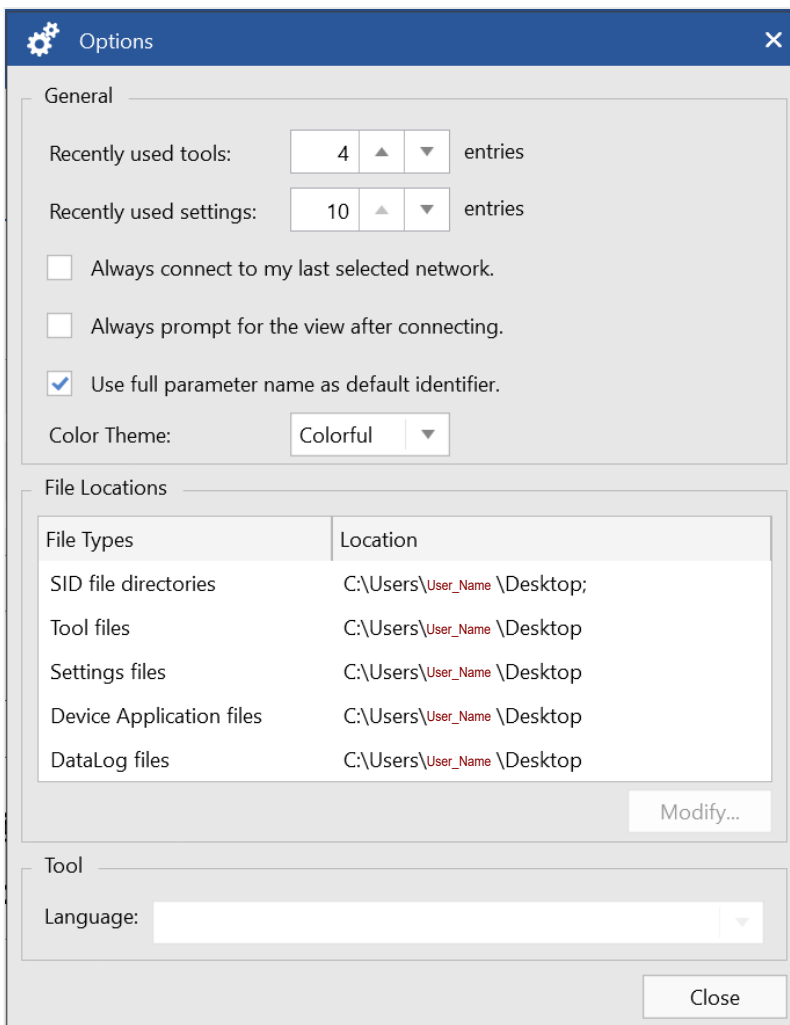 Options
General
Recently used tools: 4 entries
Recently used settings: 10 entries
Always connect to my last selected network.
Always prompt for the view after connecting.
Use full parameter name as default identifier.
Color Theme: Colorful
File Locations
File Types Location
SID file directories C:\Users\User_Name \Desktop;
Tool files C:\Users\User_Name \Desktop
Settings files C:\Users\User_Name \Desktop
Device Application files C:\Users\User_Name \Desktop
DataLog files C:\Users\User_Name \Desktop
Modify...
Tool
Language:
Close